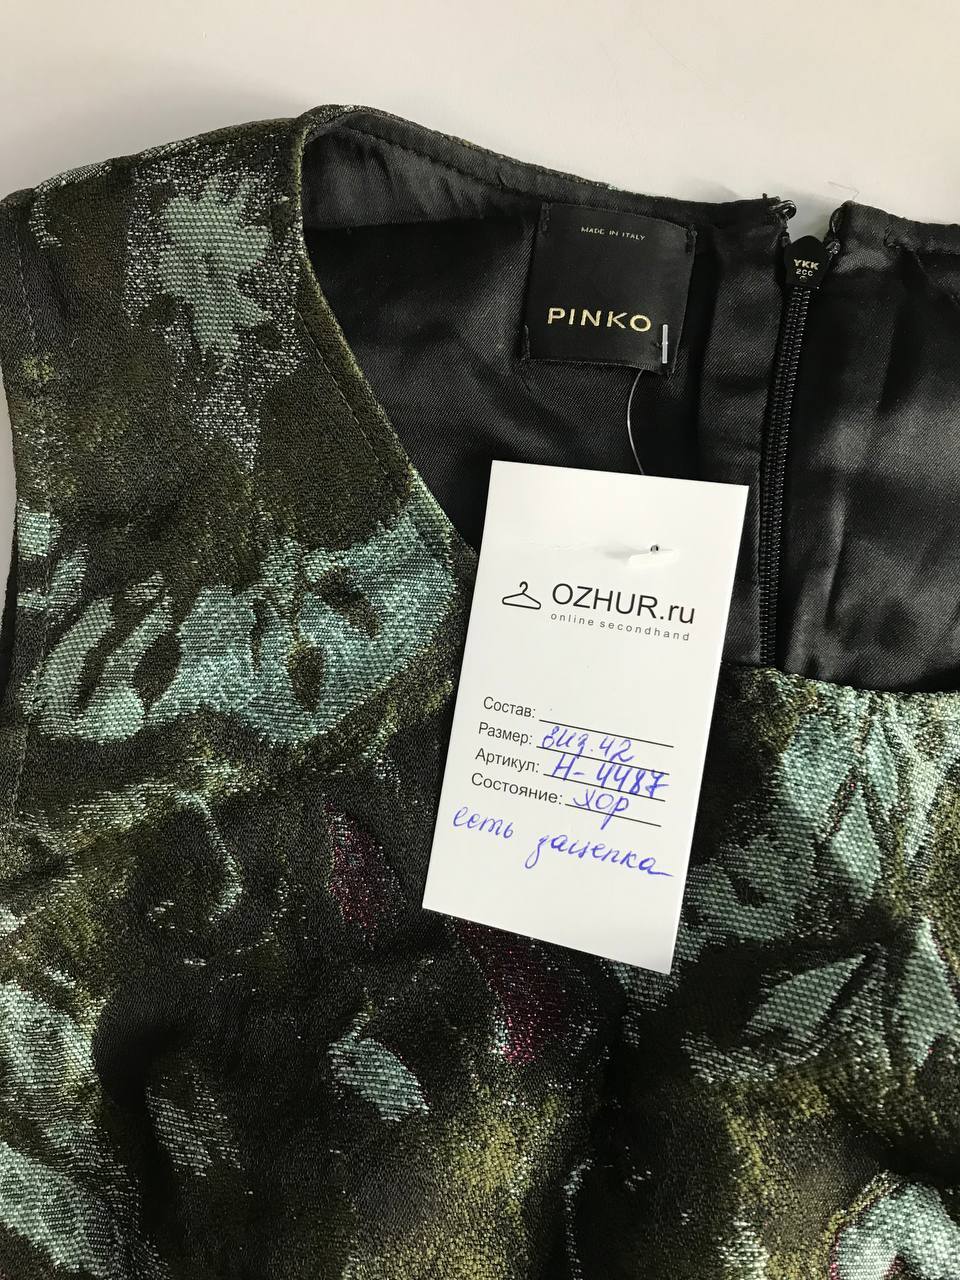 MADE IN ITALY
PINKO
YKK
2CC
OZHUR.ru
online secondhand
Состав:
Размер: виз. 42
Артикул: Н-4487
Состояние: хор
есть зацепка